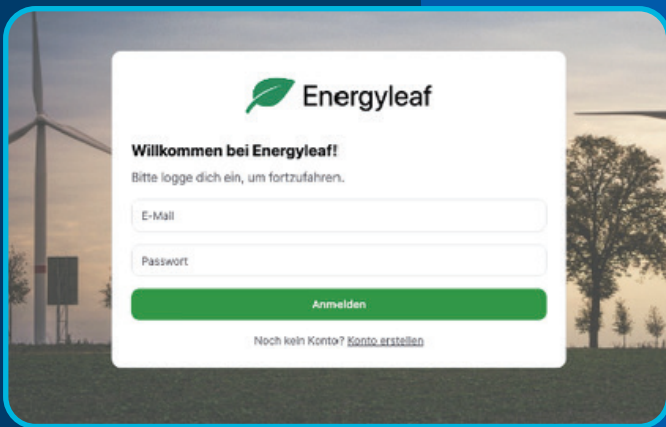 Energyleaf
Willkommen bei Energyleaf!
Bitte logge dich ein, um fortzufahren.
E-Mail
Passwort
Anmelden
Noch kein Konto? Konto erstellen